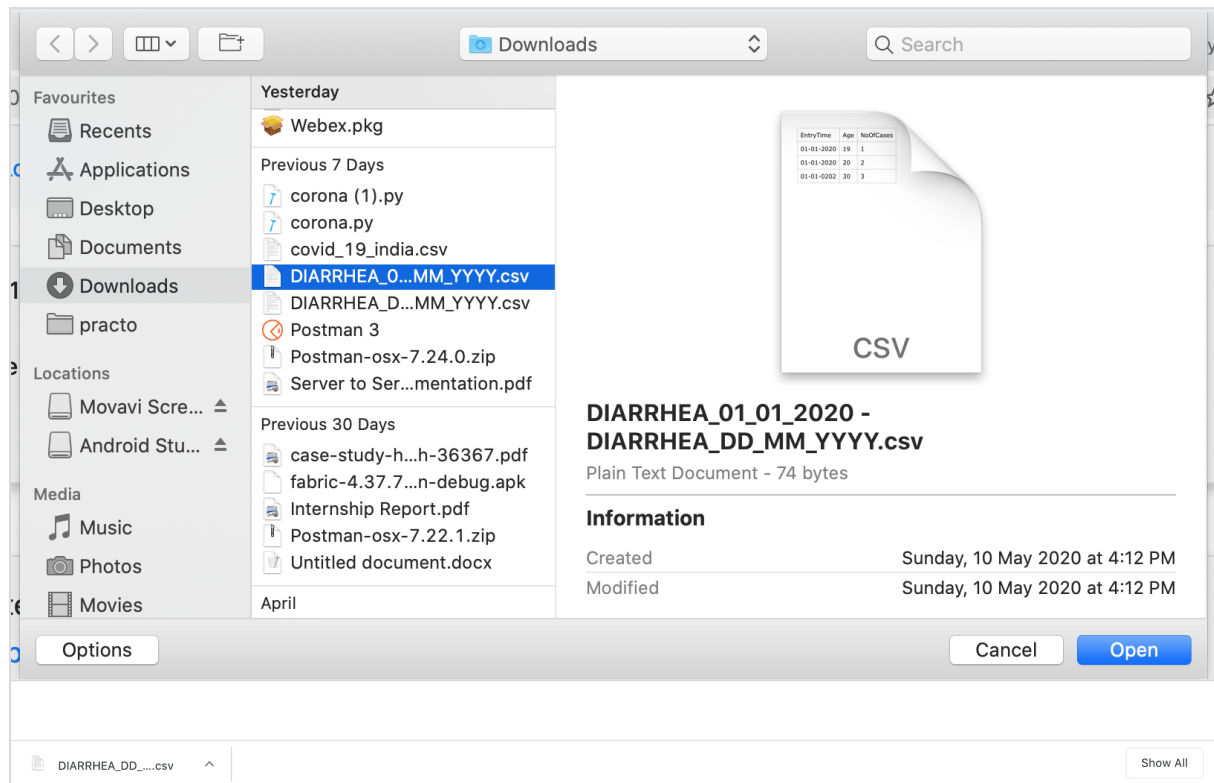 Downloads
Search
Favourites
Recents
Applications
Desktop
Documents
Downloads
practo
Locations
Movavi Scre...
Android Stu...
Media
Music
Photos
Movies
Yesterday
Webex.pkg
Previous 7 Days
corona (1).py
corona.py
covid_19_india.csv
DIARRHEA_0...MM_YYYY.csv
DIARRHEA_D...MM_YYYY.csv
Postman 3
Postman-osx-7.24.0.zip
Server to Ser...mentation.pdf
Previous 30 Days
case-study-h...h-36367.pdf
fabric-4.37.7...n-debug.apk
Internship Report.pdf
Postman-osx-7.22.1.zip
Untitled document.docx
April
EntryTime Age NoOfCases
01-01-2020 19 1
01-01-2020 20 2
01-01-0202 30 3
CSV
DIARRHEA_01_01_2020 -
DIARRHEA_DD_MM_YYYY.csv
Plain Text Document - 74 bytes
Information
Created Sunday, 10 May 2020 at 4:12 PM
Modified Sunday, 10 May 2020 at 4:12 PM
Options
Cancel
Open
DIARRHEA_DD_....csv
Show All